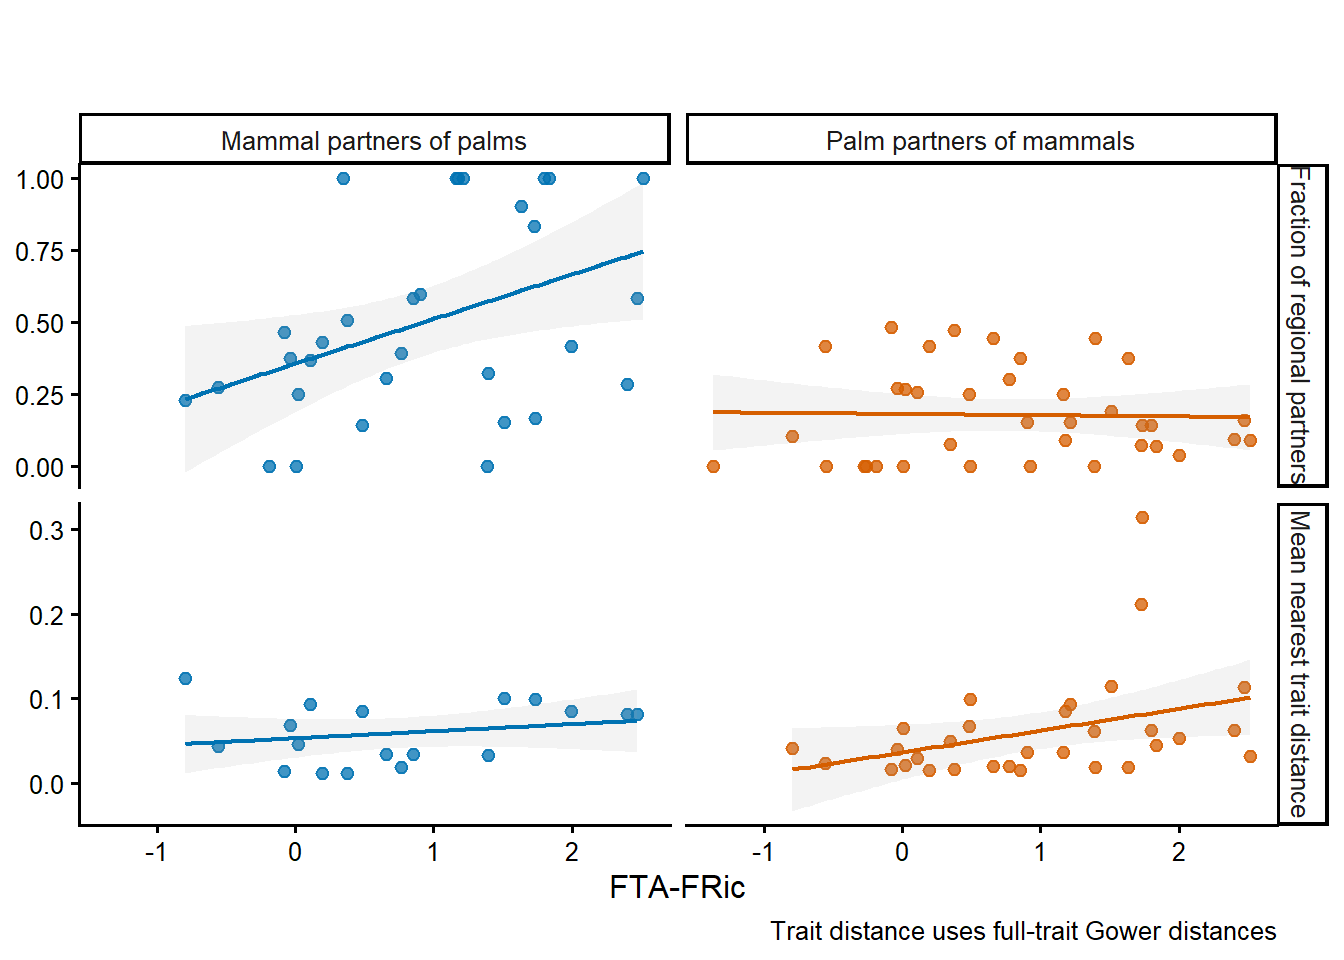 Mammal partners of palms
Palm partners of mammals
1.00
0.75
0.50
0.25
0.00
Fraction of regional partners
0.3
0.2
0.1
0.0
Mean nearest trait distance
-1
0
1
2
-1
0
1
2
FTA-FRic
Trait distance uses full-trait Gower distances